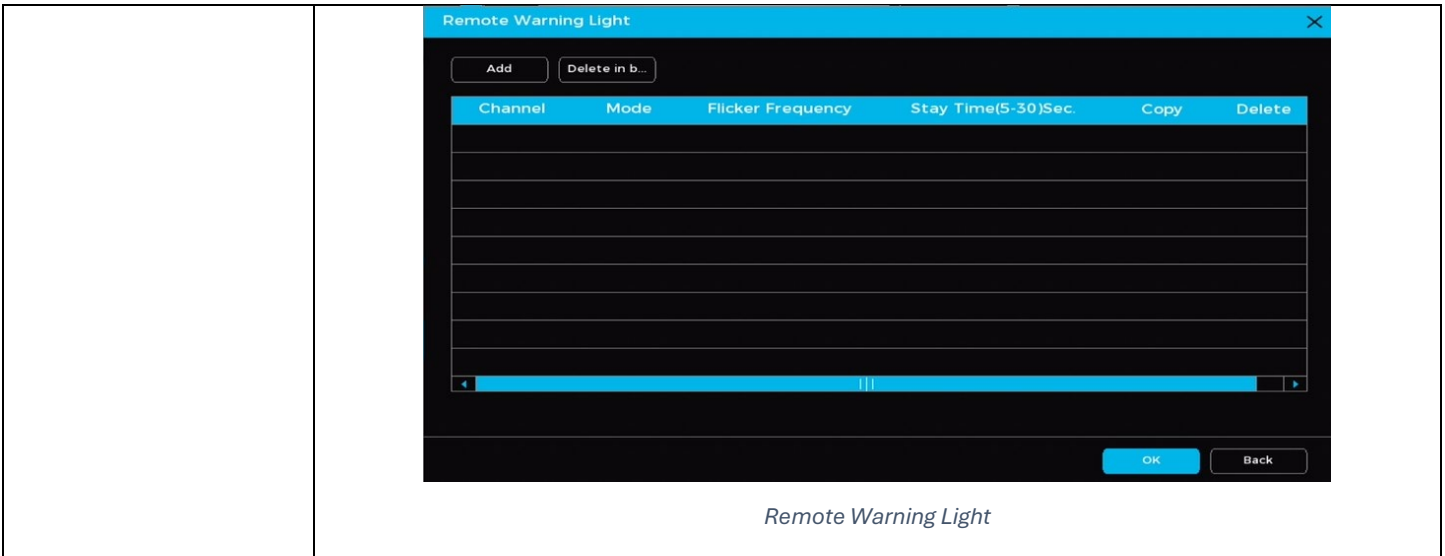 Remote Warning Light
Add Delete in b...
Channel Mode Flicker Frequency Stay Time(5-30)Sec. Copy Delete
OK Back
Remote Warning Light